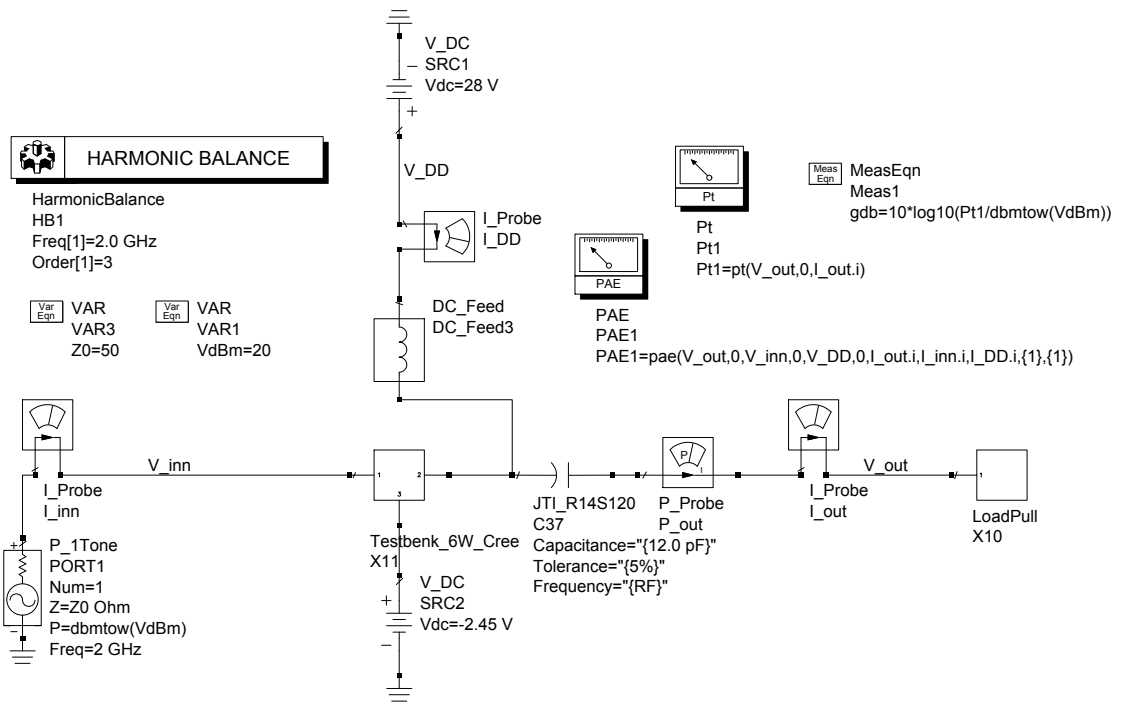 V_DC
SRC1
Vdc=28 V
−
+
HARMONIC BALANCE
HarmonicBalance
HB1
Freq[1]=2.0 GHz
Order[1]=3
V_DD
I_Probe
I_DD
Pt
Pt
Pt1
Pt1=pt(V_out,0,I_out.i)
Meas
Eqn
MeasEqn
Meas1
gdb=10*log10(Pt1/dbmtow(VdBm))
PAE
PAE
PAE1
PAE1=pae(V_out,0,V_inn,0,V_DD,0,I_out.i,I_inn.i,I_DD.i,{1},{1})
Var
Eqn
VAR
VAR3
Z0=50
Var
Eqn
VAR
VAR1
VdBm=20
DC_Feed
DC_Feed3
V_inn
I_Probe
I_inn
1
2
3
Testbenk_6W_Cree
X11
JTI_R14S120
C37
Capacitance="{12.0 pF}"
Tolerance="{5%}"
Frequency="{RF}"
P
I
P_Probe
P_out
I_Probe
I_out
V_out
1
LoadPull
X10
+
−
P_1Tone
PORT1
Num=1
Z=Z0 Ohm
P=dbmtow(VdBm)
Freq=2 GHz
+
−
V_DC
SRC2
Vdc=-2.45 V